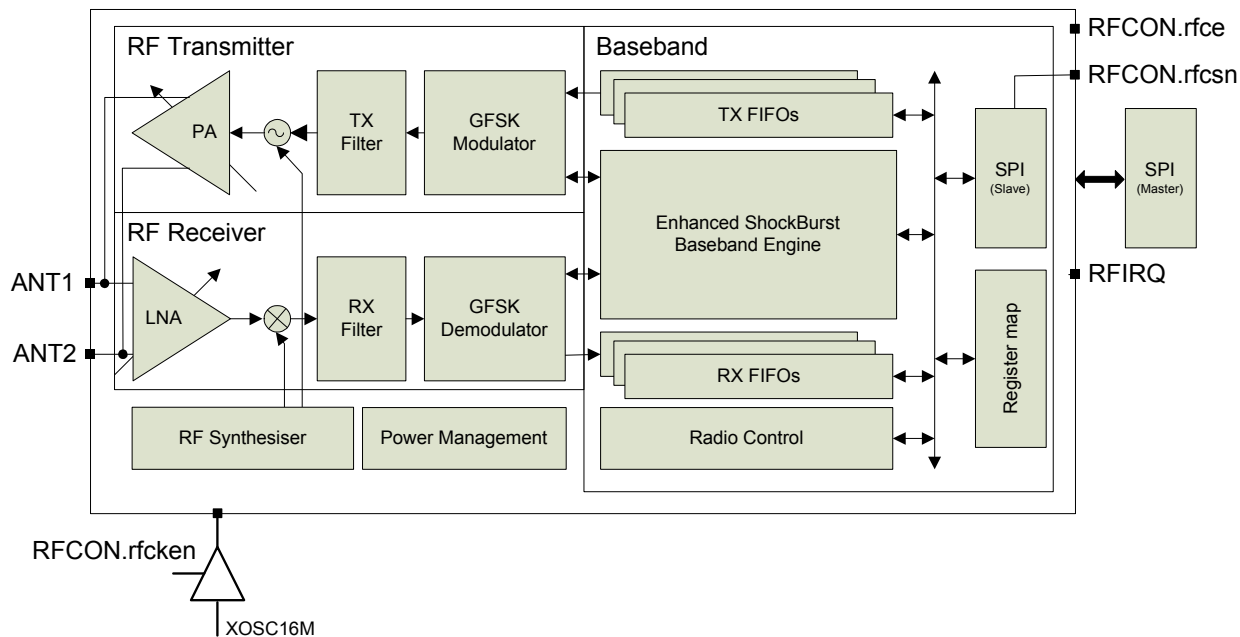 RF Transmitter
Baseband
RFCON.rfce
RFCON.rfcsn
PA
TX
Filter
GFSK
Modulator
TX FIFOs
SPI
(Slave)
SPI
(Master)
Enhanced ShockBurst
Baseband Engine
RF Receiver
ANT1
ANT2
LNA
RX
Filter
GFSK
Demodulator
RFIRQ
Register map
RX FIFOs
RF Synthesiser
Power Management
Radio Control
RFCON.rfcken
XOSC16M